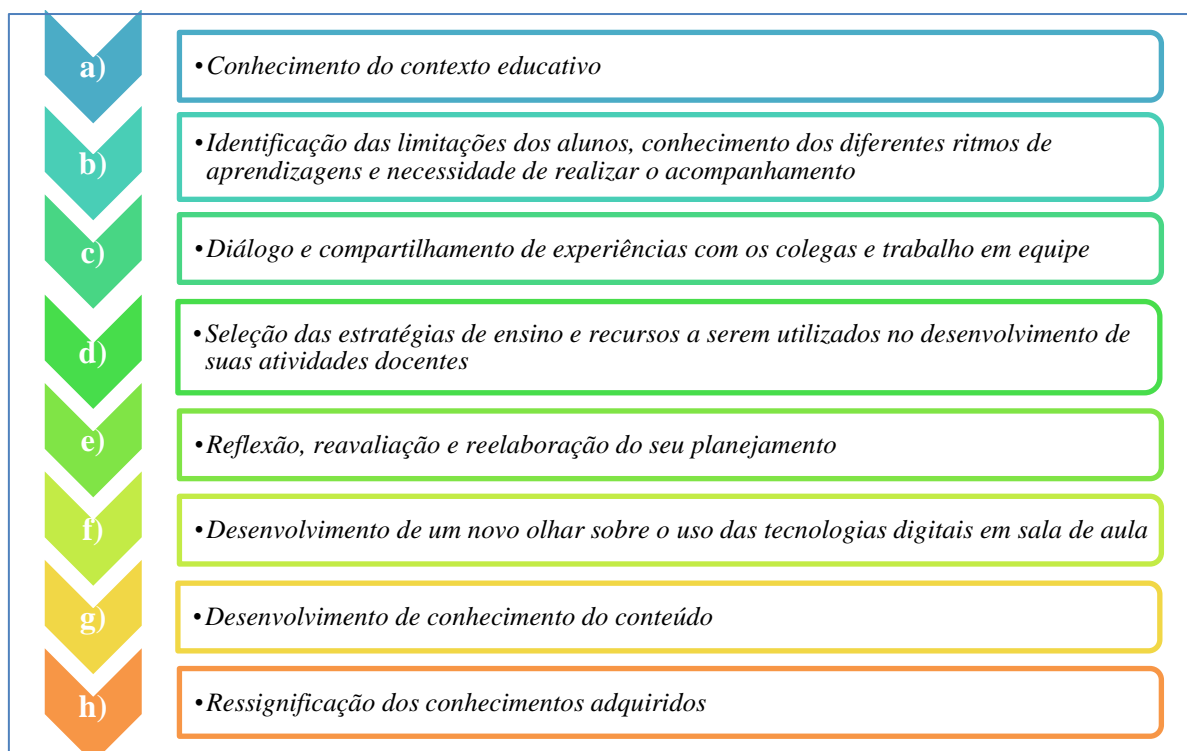 a)
•Conhecimento do contexto educativo
b)
•Identificação das limitações dos alunos, conhecimento dos diferentes ritmos de
aprendizagens e necessidade de realizar o acompanhamento
c)
•Diálogo e compartilhamento de experiências com os colegas e trabalho em equipe
d)
•Seleção das estratégias de ensino e recursos a serem utilizados no desenvolvimento de
suas atividades docentes
e)
•Reflexão, reavaliação e reelaboração do seu planejamento
f)
•Desenvolvimento de um novo olhar sobre o uso das tecnologias digitais em sala de aula
g)
•Desenvolvimento de conhecimento do conteúdo
h)
•Ressignificação dos conhecimentos adquiridos